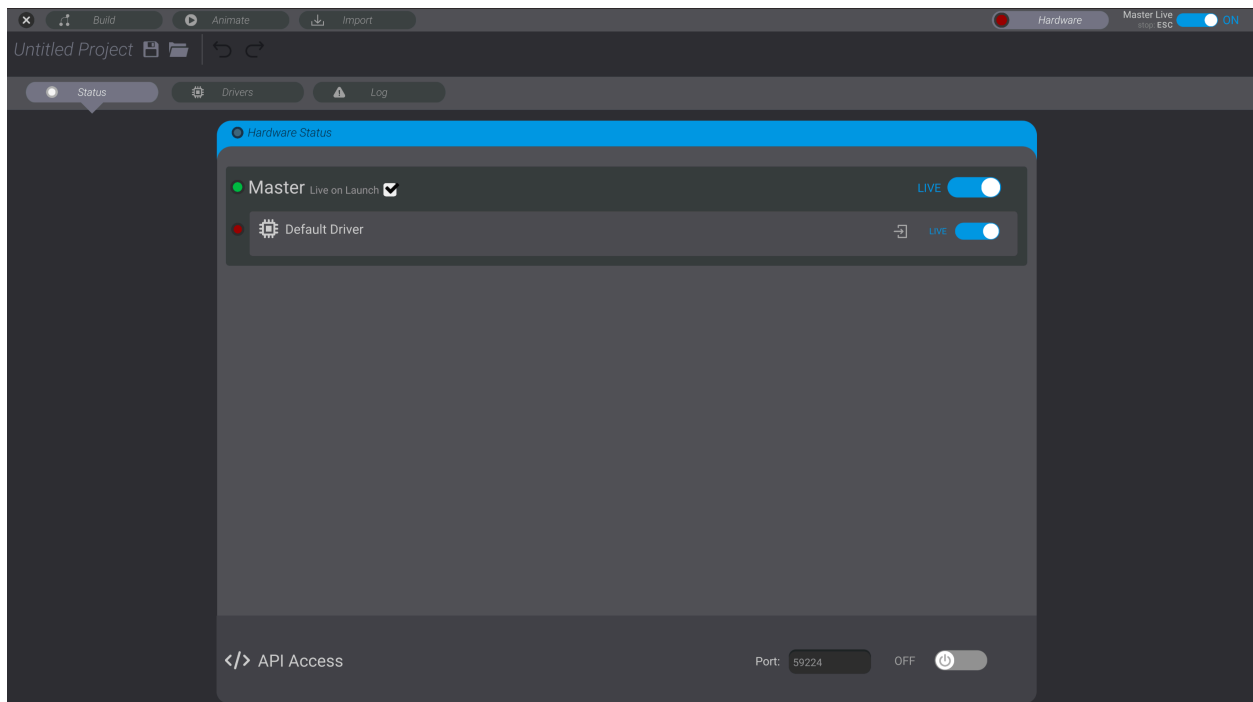 Build Animate Import Hardware Master Live ON
stop: ESC
Untitled Project
Status Drivers Log
Hardware Status
Master Live on Launch LIVE
Default Driver LIVE
</> API Access Port: 59224 OFF